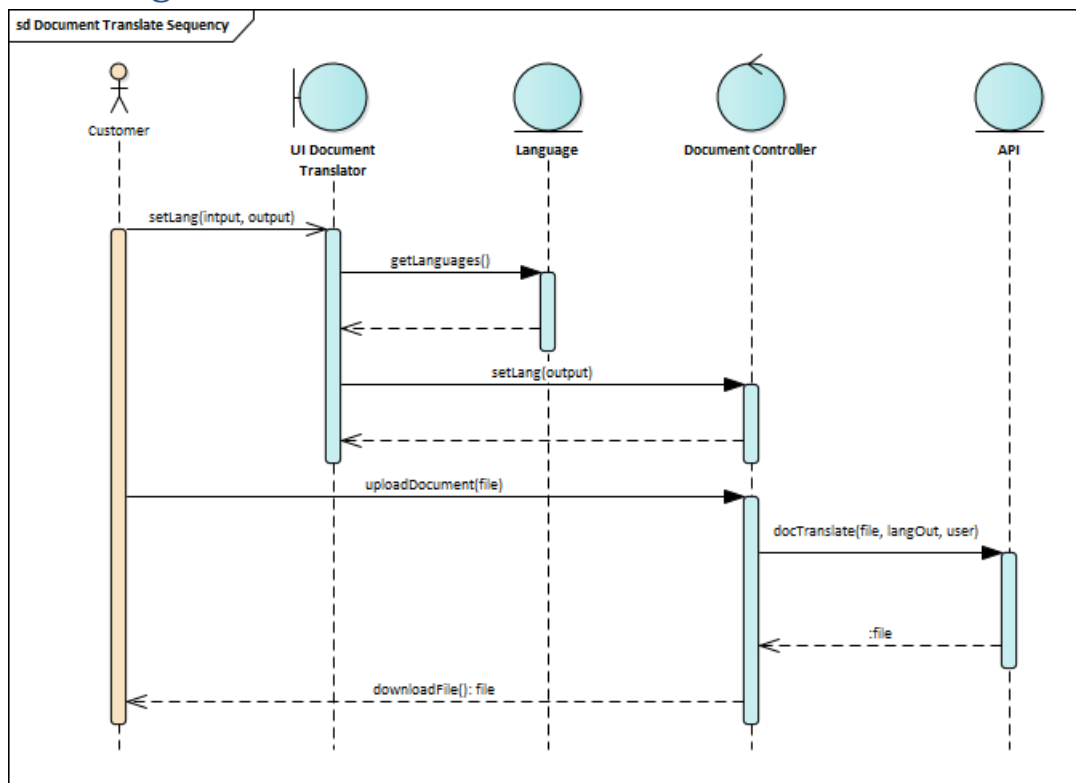 sd Document Translate Sequency
Customer
UI Document
Translator
Language
Document Controller
API
setLang(intput, output)
getLanguages()
setLang(output)
uploadDocument(file)
docTranslate(file, langOut, user)
:file
downloadFile(): file